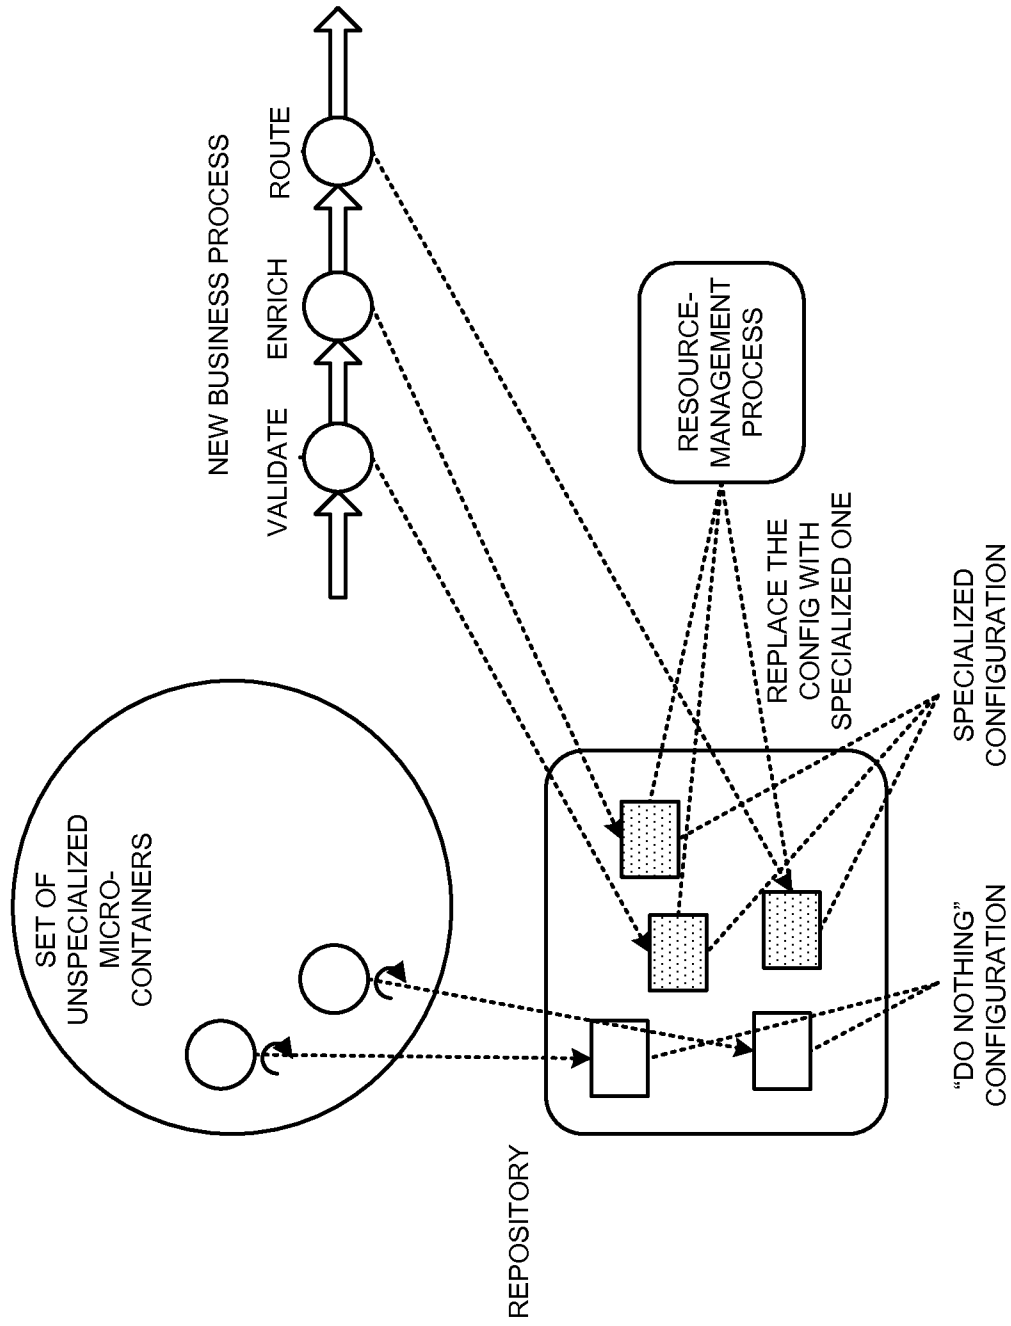 SET OF
UNSPECIALIZED
MICRO-
CONTAINERS
NEW BUSINESS PROCESS
VALIDATE
ENRICH
ROUTE
REPOSITORY
RESOURCE-
MANAGEMENT
PROCESS
REPLACE THE
CONFIG WITH
SPECIALIZED ONE
“DO NOTHING”
CONFIGURATION
SPECIALIZED
CONFIGURATION